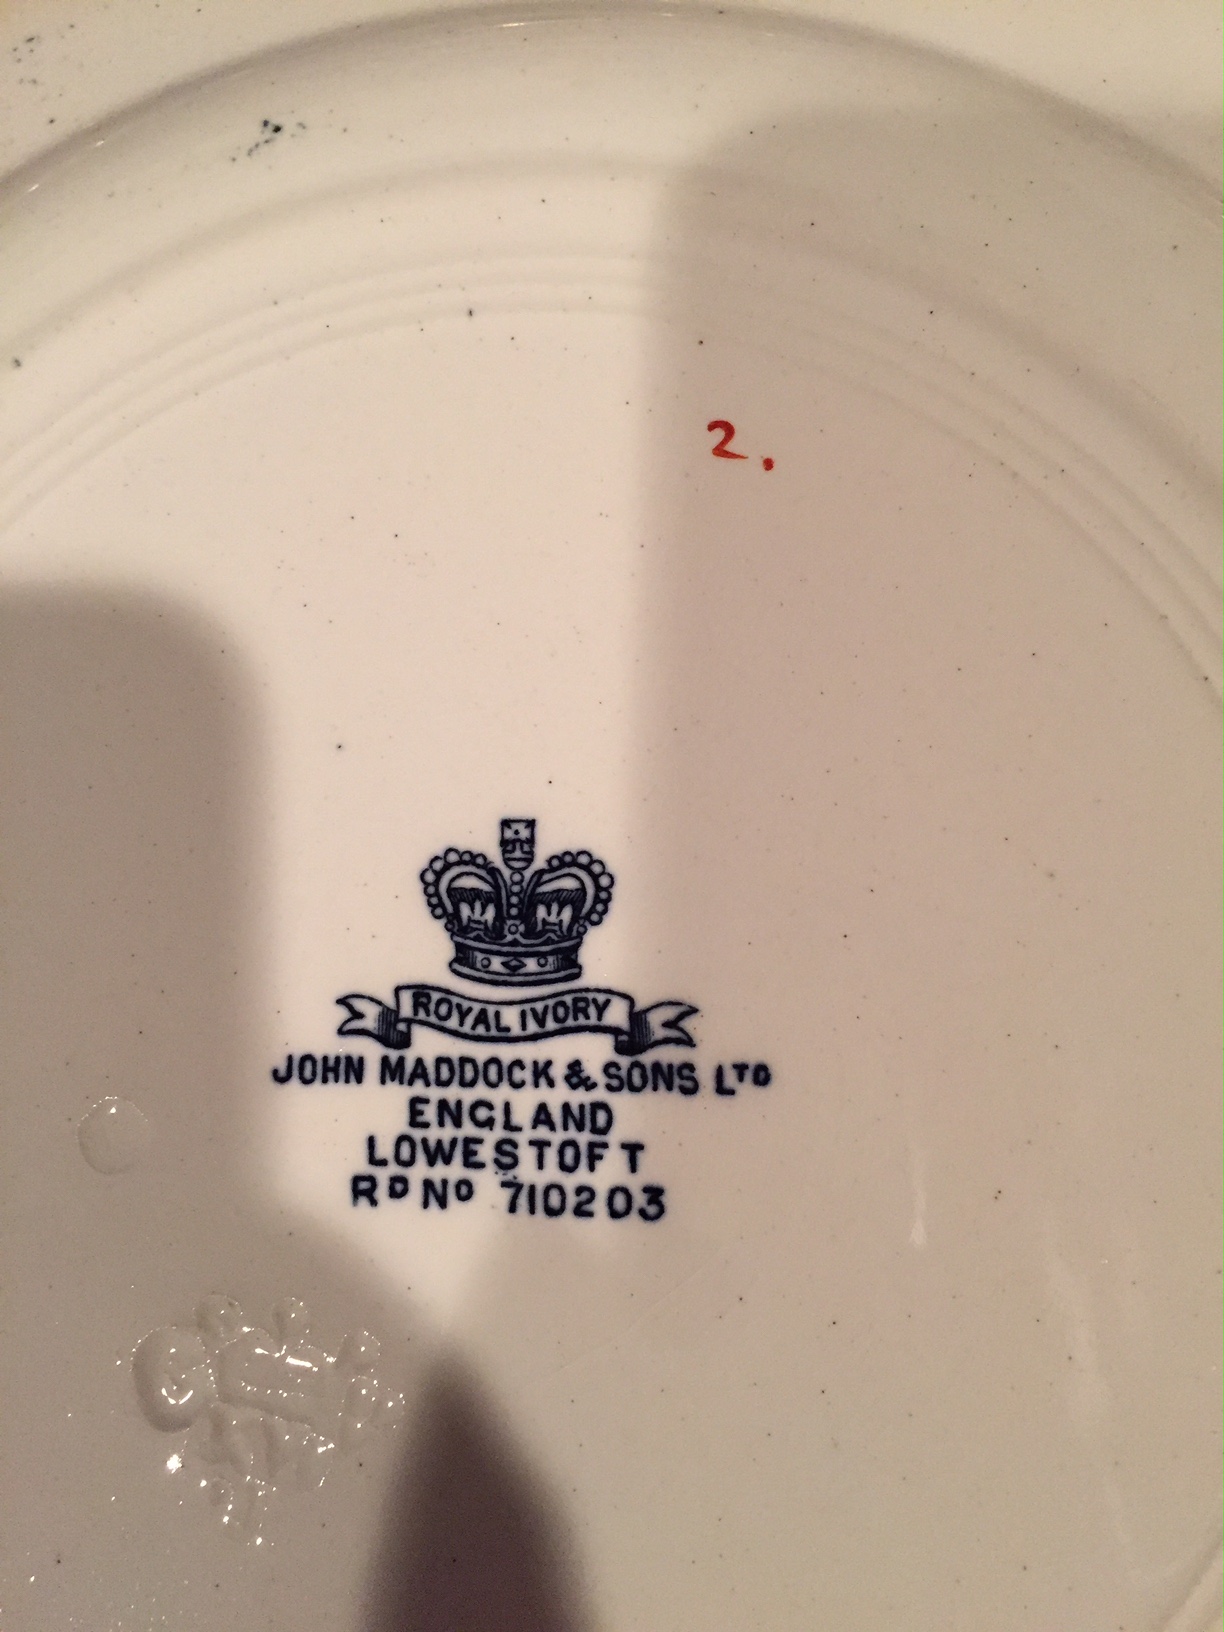 2.
ROYAL IVORY
JOHN MADDOCK & SONS LTD
ENGLAND
LOWESTOFT
RD NO 710203